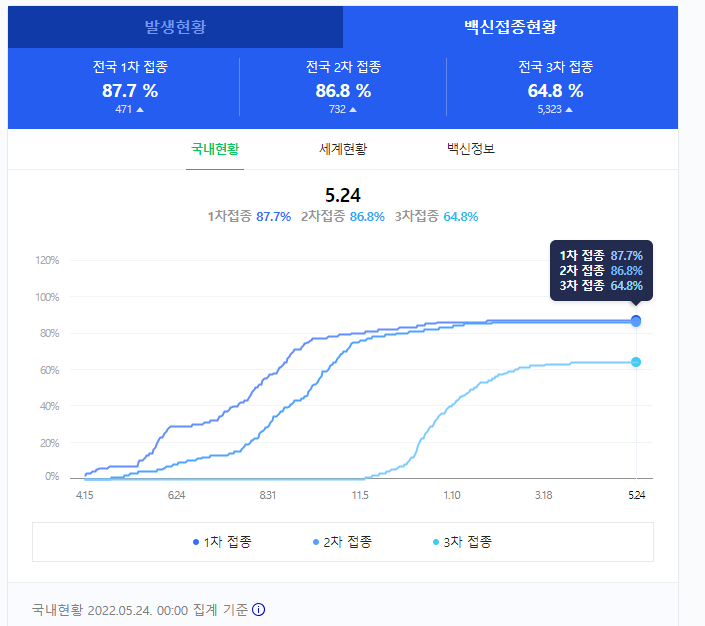 발생현황 백신접종현황
전국 1차 접종 전국 2차 접종 전국 3차 접종
87.7 % 86.8 % 64.8 %
471 ▲ 732 ▲ 5,323 ▲
국내현황 세계현황 백신정보
5.24
1차접종 87.7% 2차접종 86.8% 3차접종 64.8%
1차 접종 87.7%
2차 접종 86.8%
3차 접종 64.8%
120%
100%
80%
60%
40%
20%
0%
4.15 6.24 8.31 11.5 1.10 3.18 5.24
1차 접종 2차 접종 3차 접종
국내현황 2022.05.24. 00:00 집계 기준